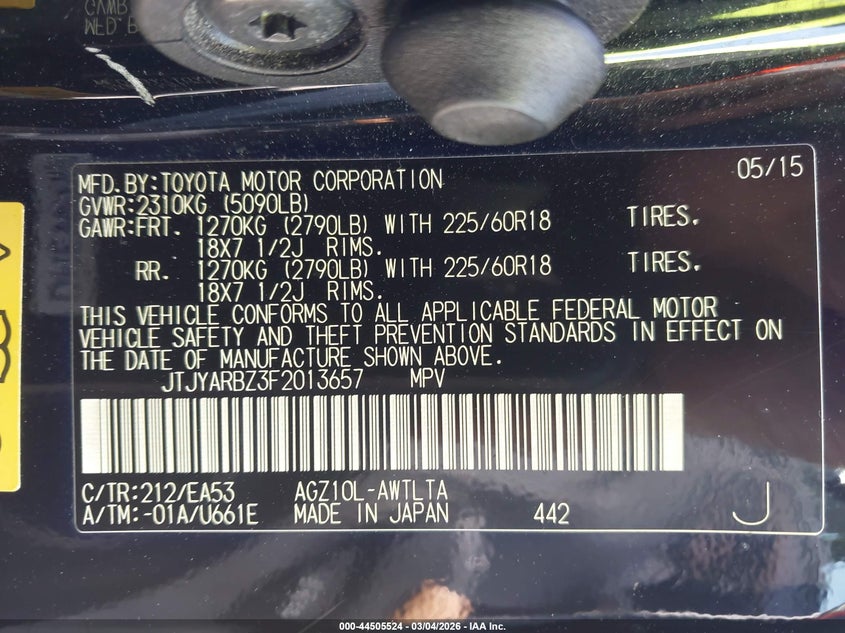 05/15
MFD.BY:TOYOTA MOTOR CORPORATION
GVWR:2310KG (5090LB)
GAWR:FRT. 1270KG (2790LB) WITH 225/60R18 TIRES.
18X7 1/2J RIMS.
RR. 1270KG (2790LB) WITH 225/60R18 TIRES.
18X7 1/2J RIMS.
THIS VEHICLE CONFORMS TO ALL APPLICABLE FEDERAL MOTOR
VEHICLE SAFETY AND THEFT PREVENTION STANDARDS IN EFFECT ON
THE DATE OF MANUFACTURE SHOWN ABOVE.
JTJYARBZ3F2013657 MPV
C/TR:212/EA53 AGZ10L-AWTLTA
A/TM:-01A/U661E MADE IN JAPAN 442 J
000-44505524 - 03/04/2026 - IAA Inc.